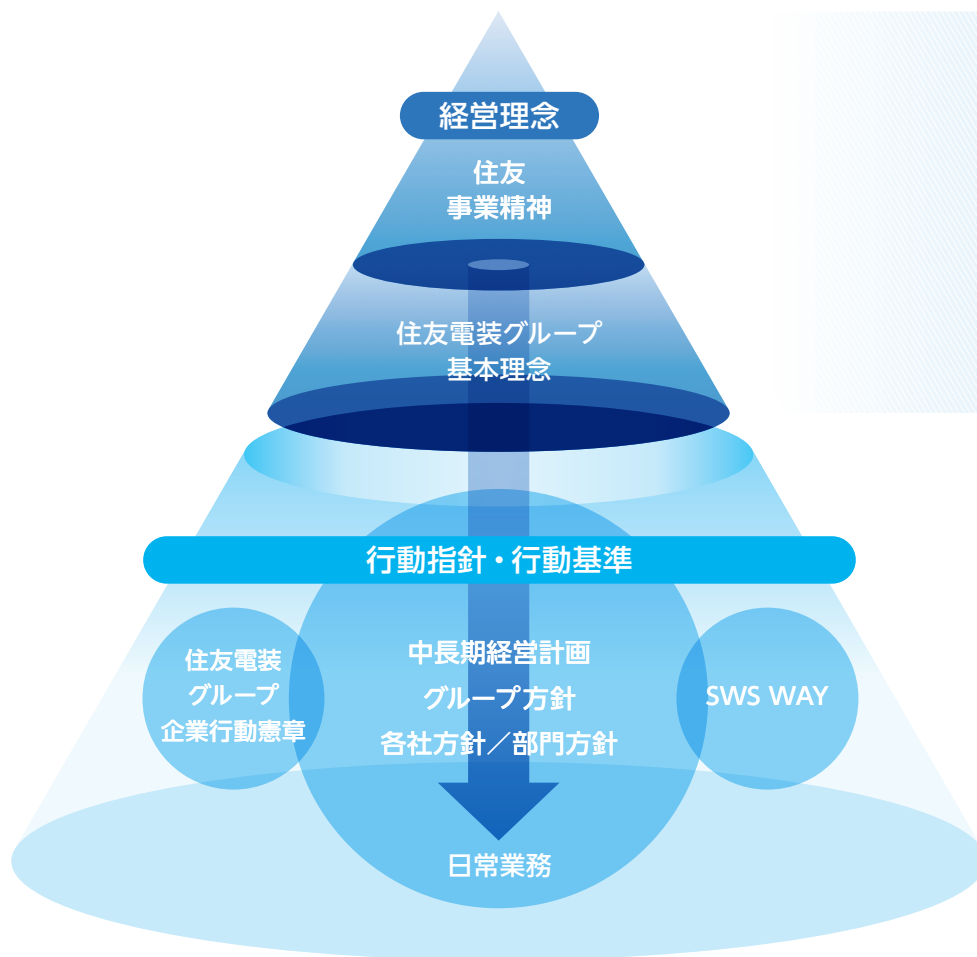 経営理念
住友
事業精神
住友電装グループ
基本理念
行動指針・行動基準
住友電装
グループ
企業行動憲章
中長期経営計画
グループ方針
各社方針／部門方針
SWS WAY
日常業務